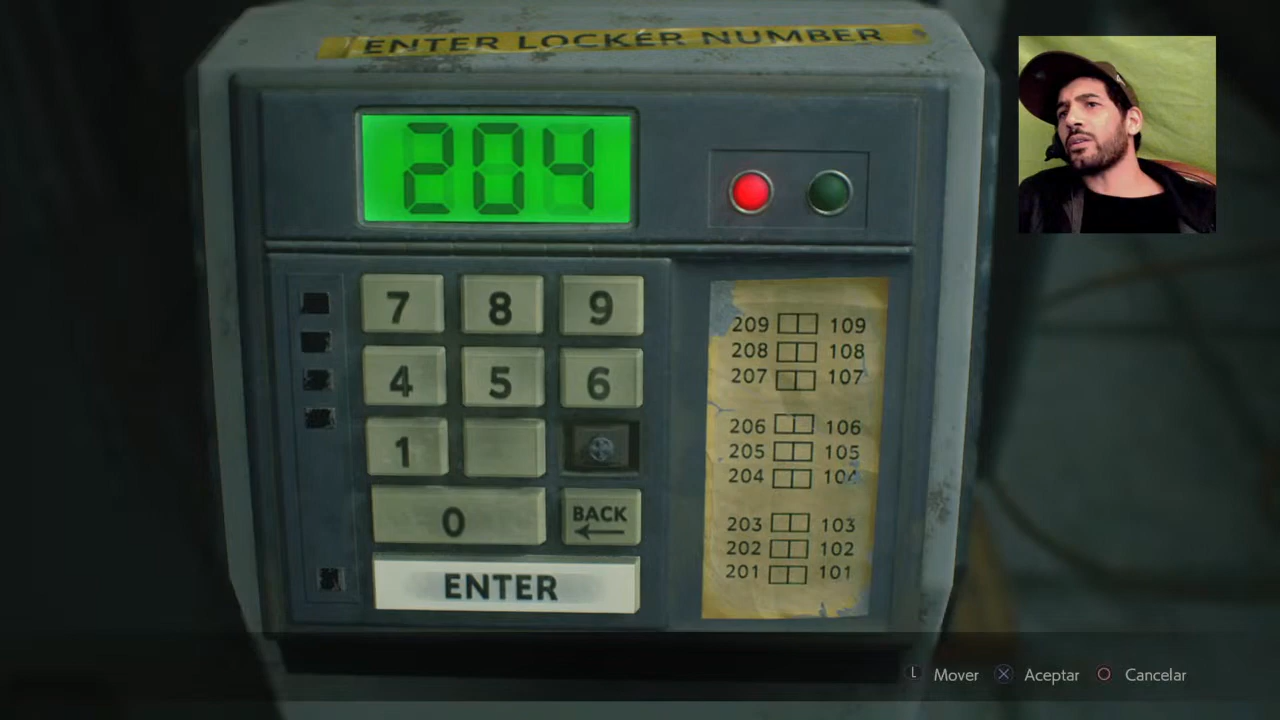 ENTER LOCKER NUMBER
204
7 8 9
4 5 6
1
0 BACK
ENTER
209 109
208 108
207 107
206 106
205 105
204 104
203 103
202 102
201 101
L Mover Aceptar Cancelar